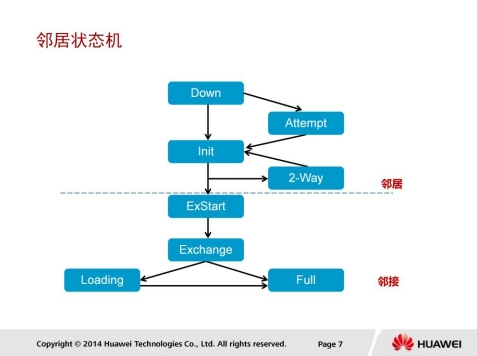 邻居状态机
Down
Attempt
Init
2-Way
邻居
ExStart
Exchange
Loading
Full
邻接
Copyright © 2014 Huawei Technologies Co., Ltd. All rights reserved.
Page 7
HUAWEI